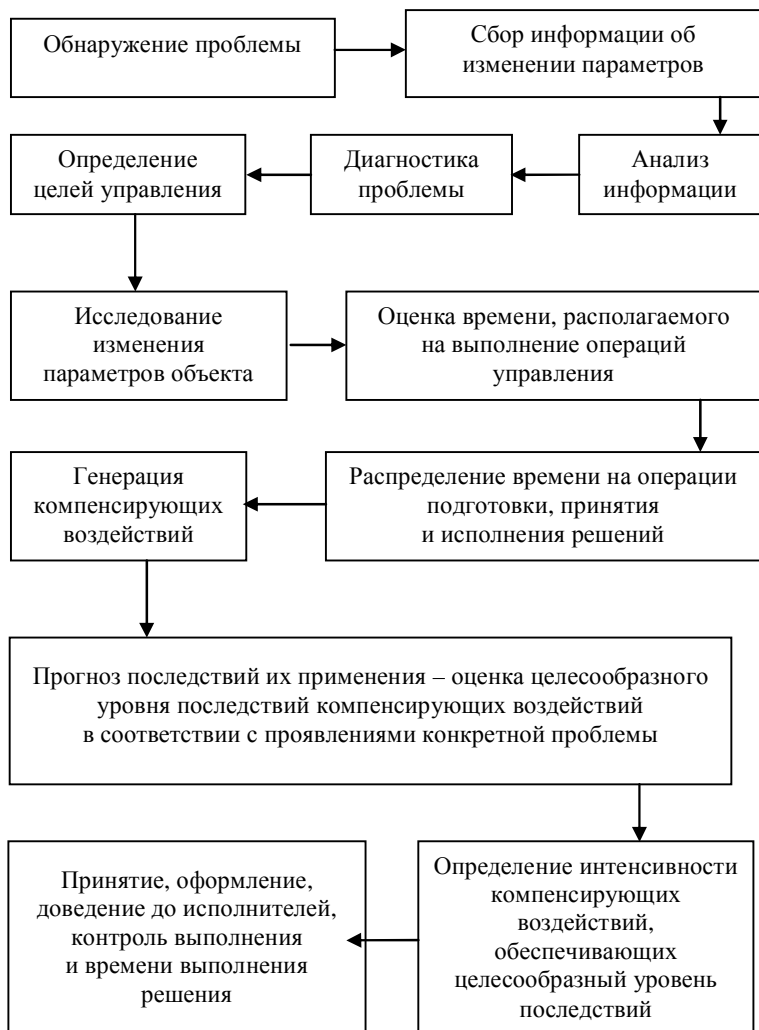 Обнаружение проблемы
Сбор информации об
изменении параметров
Анализ
информации
Диагностика
проблемы
Определение
целей управления
Исследование
изменения
параметров объекта
Оценка времени, располагаемого
на выполнение операций
управления
Распределение времени на операции
подготовки, принятия
и исполнения решений
Генерация
компенсирующих
воздействий
Прогноз последствий их применения – оценка целесообразного
уровня последствий компенсирующих воздействий
в соответствии с проявлениями конкретной проблемы
Определение интенсивности
компенсирующих
воздействий,
обеспечивающих
целесообразный уровень
последствий
Принятие, оформление,
доведение до исполнителей,
контроль выполнения
и времени выполнения
решения